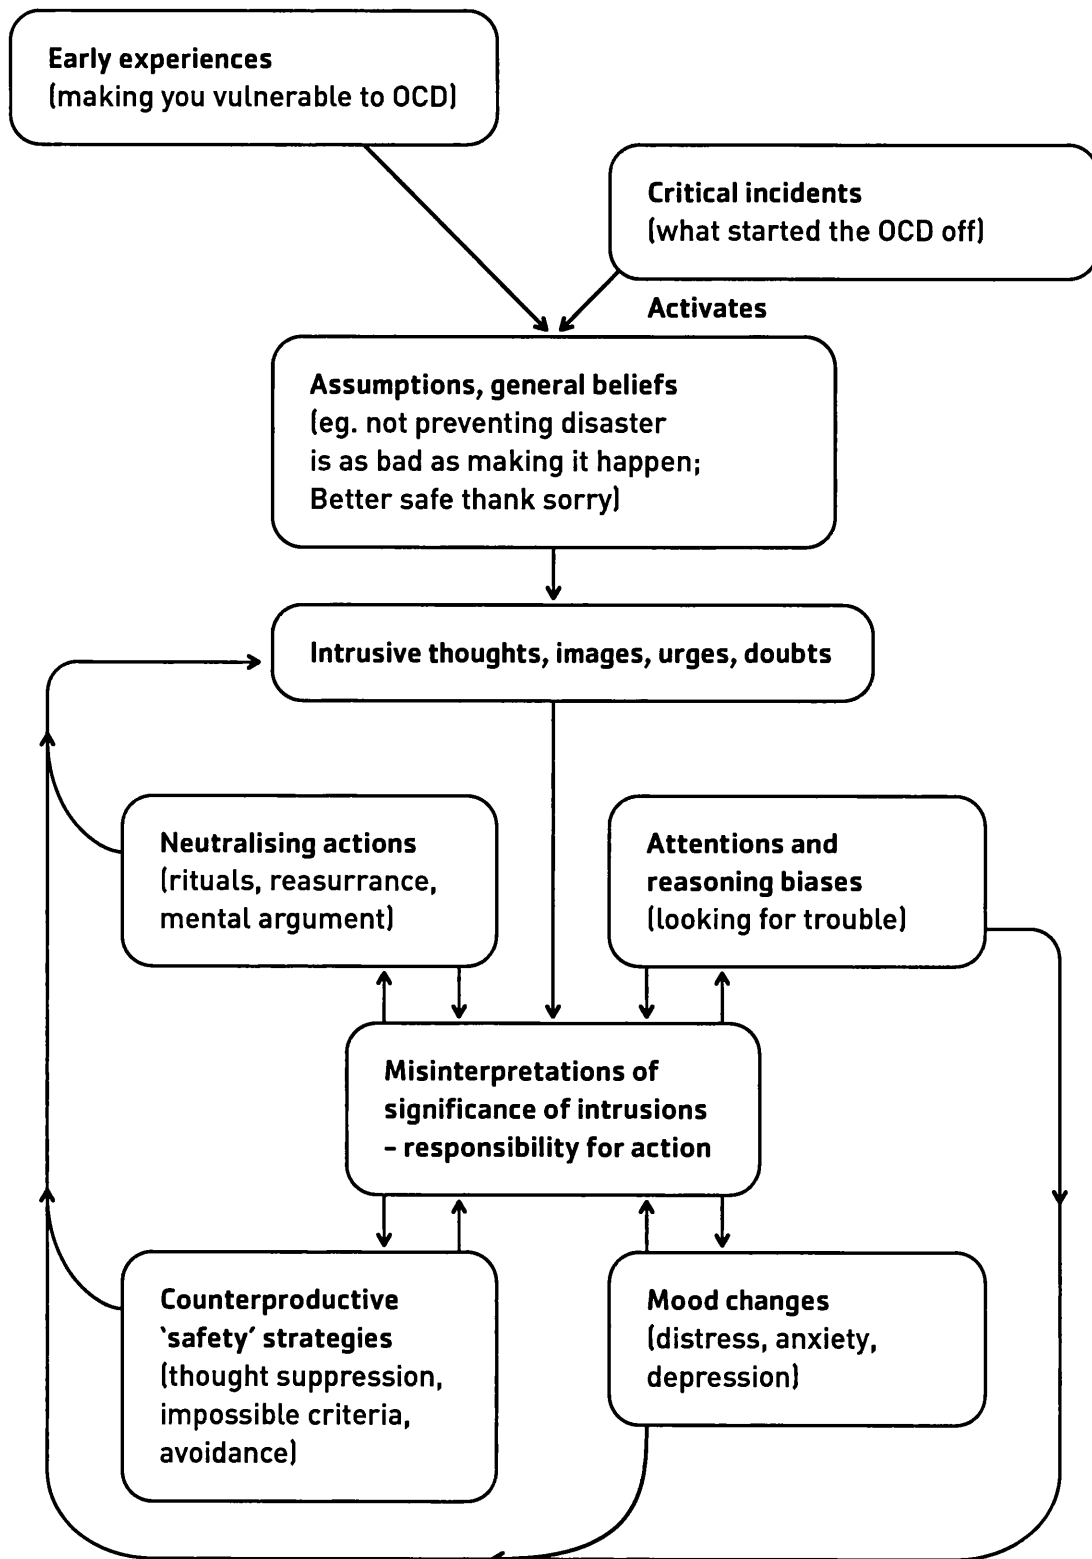 Early experiences
(making you vulnerable to OCD)
Critical incidents
(what started the OCD off)
Activates
Assumptions, general beliefs
(eg. not preventing disaster
is as bad as making it happen;
Better safe thank sorry)
Intrusive thoughts, images, urges, doubts
Neutralising actions
(rituals, reasurrance,
mental argument)
Attentions and
reasoning biases
(looking for trouble)
Misinterpretations of
significance of intrusions
– responsibility for action
Counterproductive
‘safety’ strategies
(thought suppression,
impossible criteria,
avoidance)
Mood changes
(distress, anxiety,
depression)